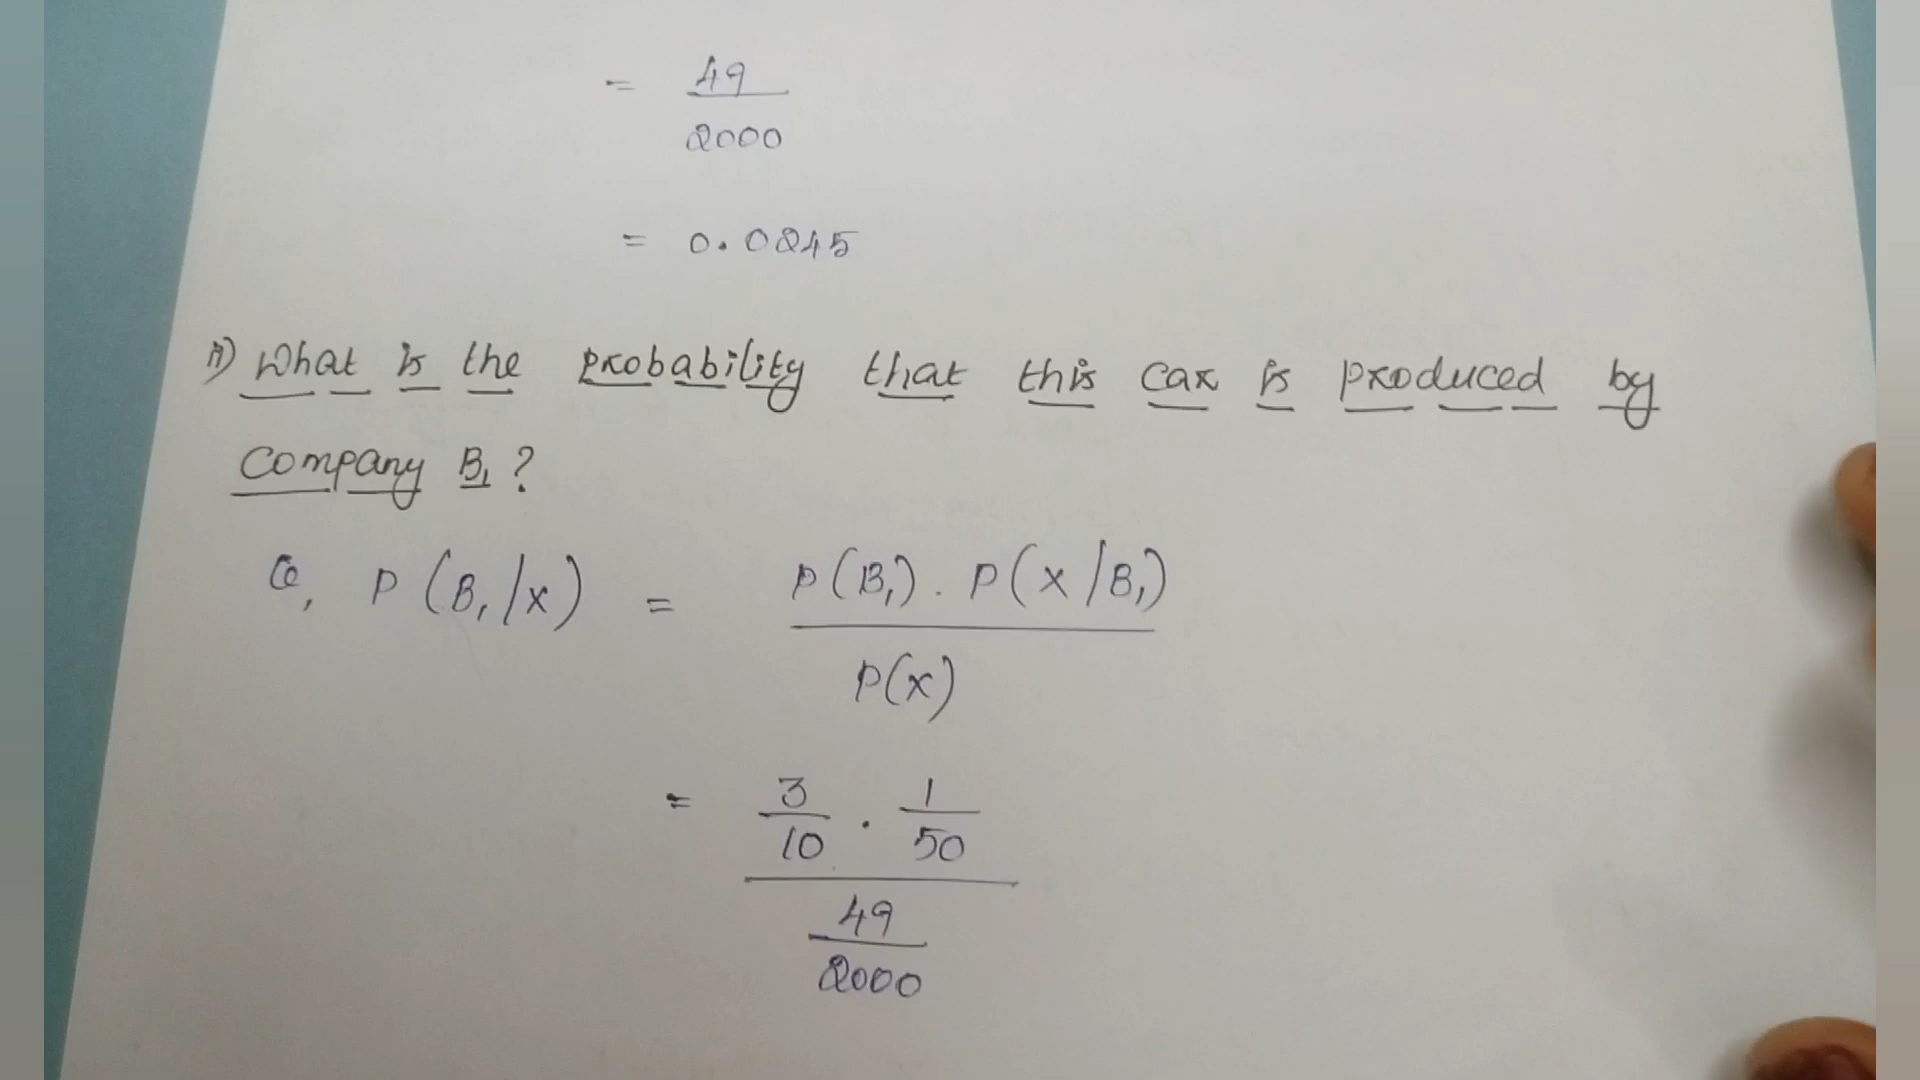 = 49
2000
= 0.0245
ii) What is the probability that this car is produced by
company B₁?
ie, P(B₁/x) = P(B₁) . P(x/B₁)
P(x)
= 3/10 . 1/50
49
2000